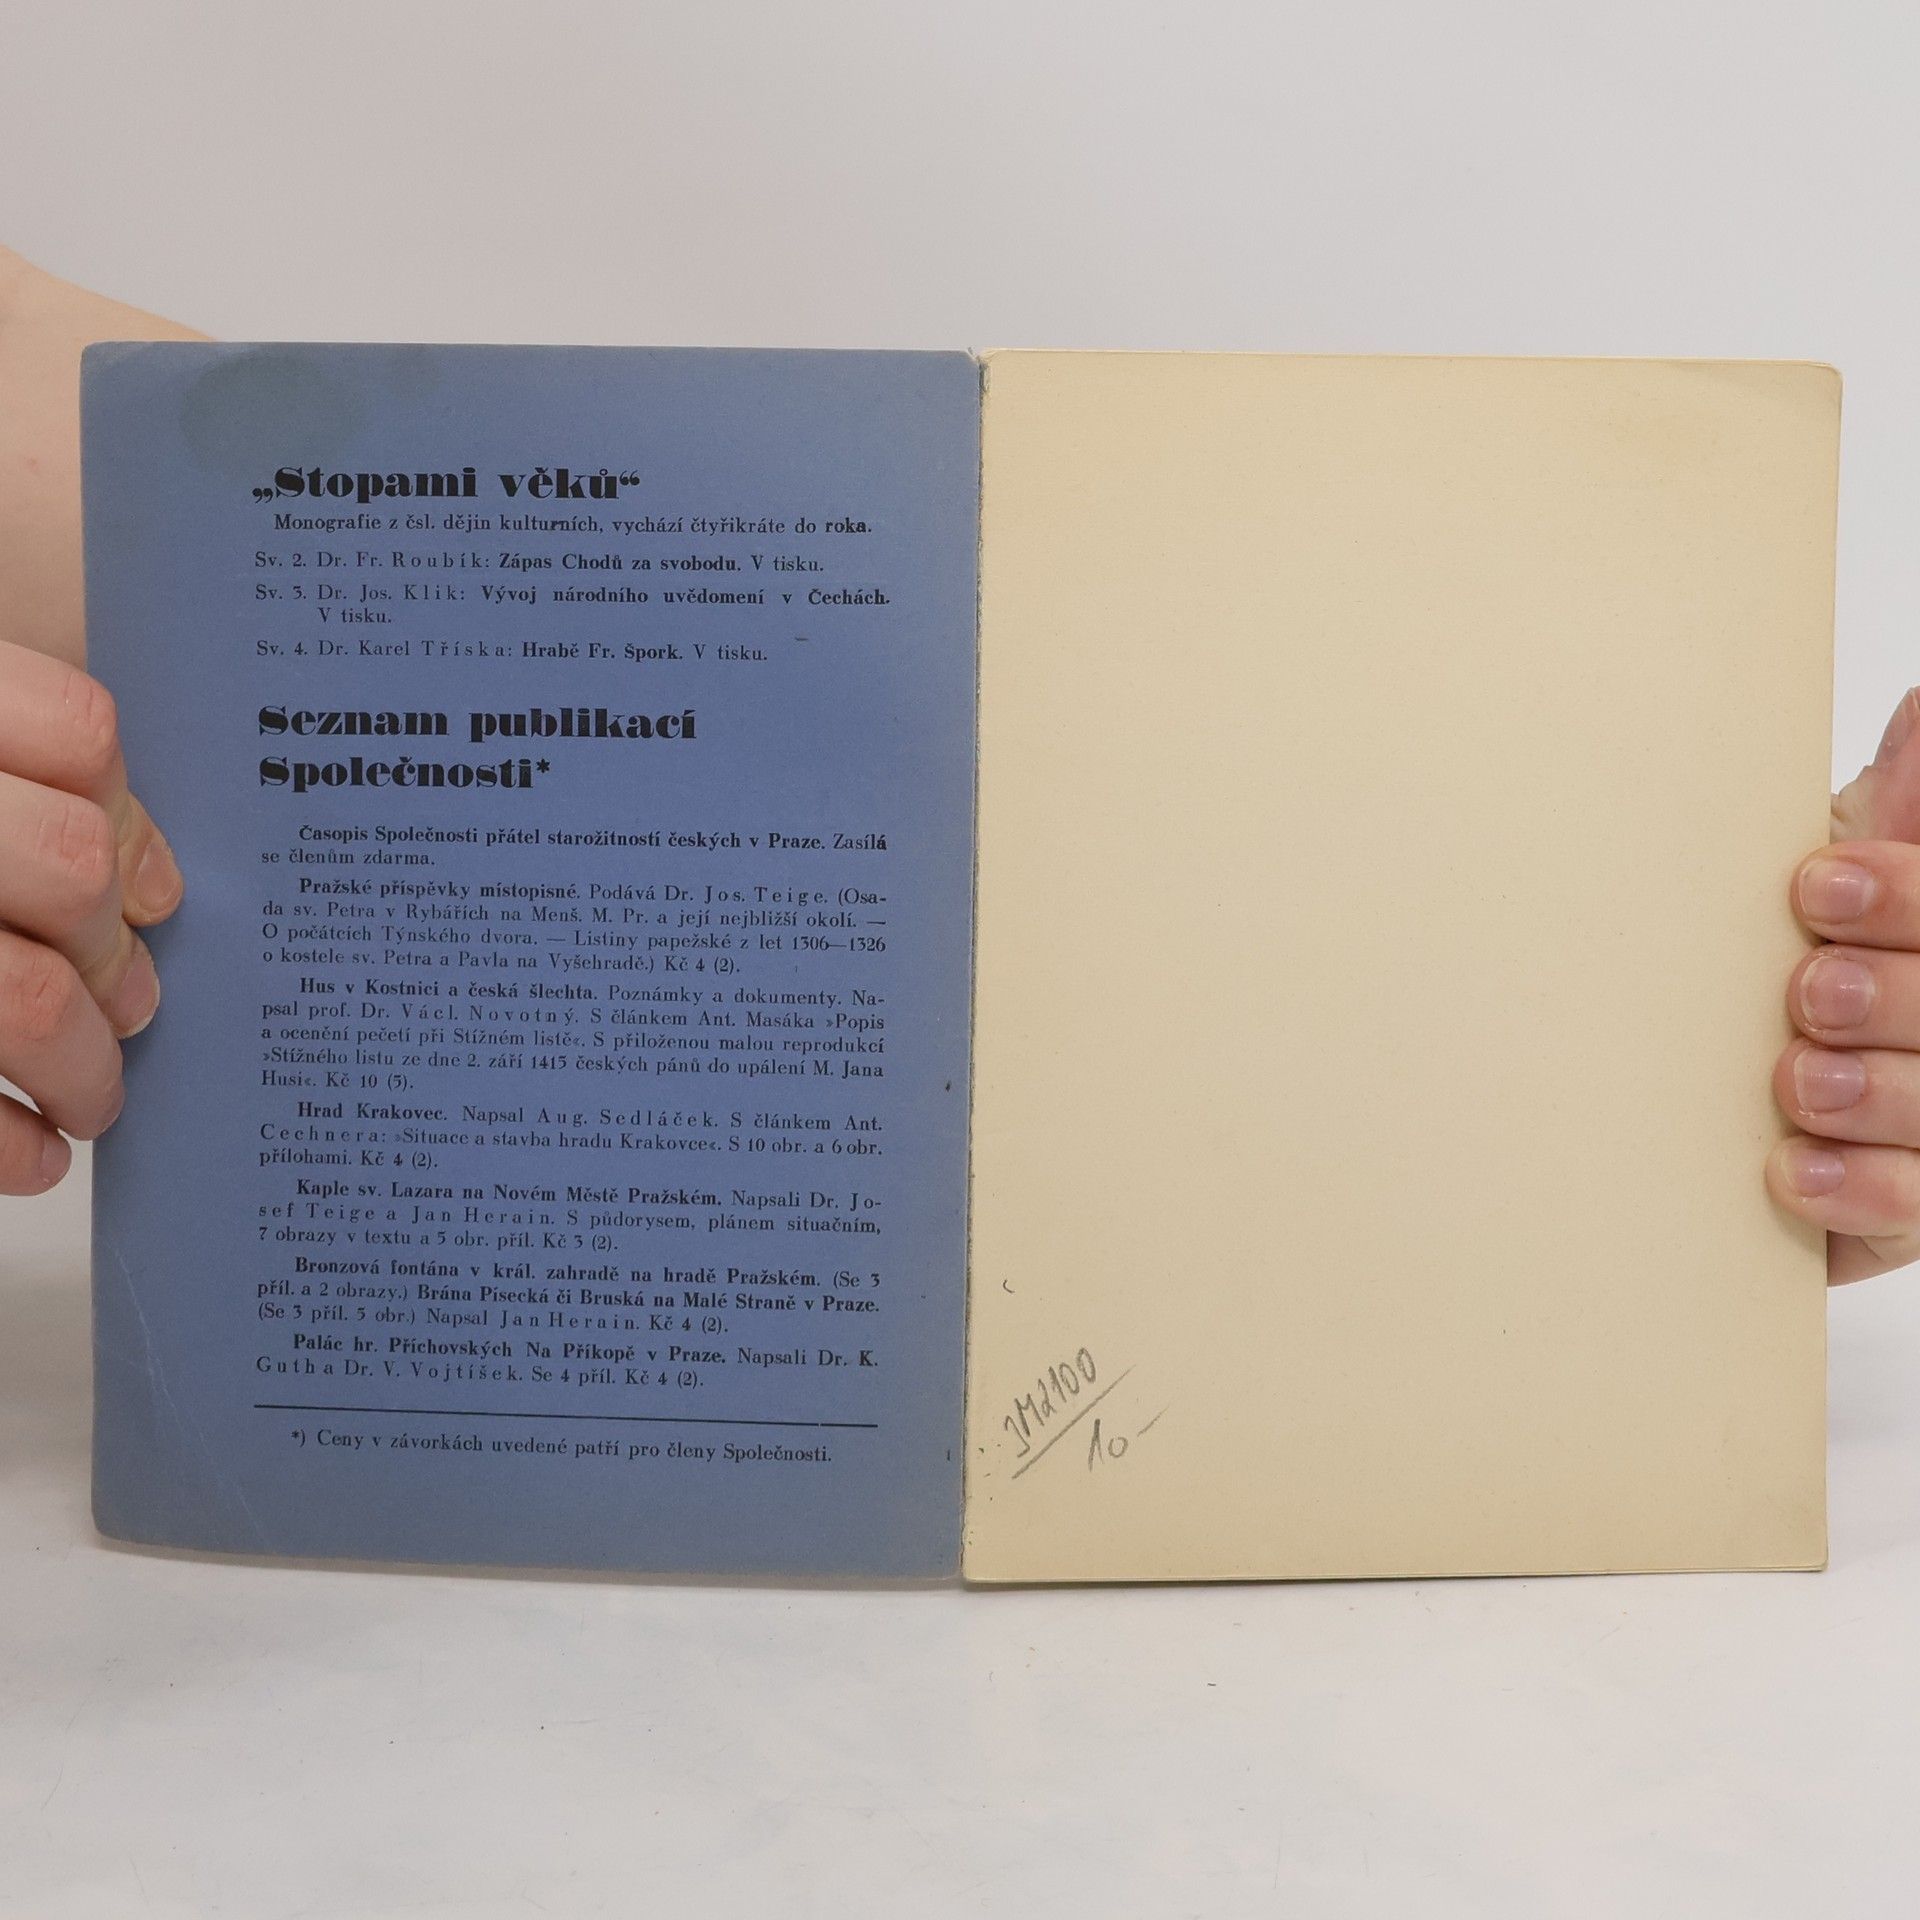 „Stopami věků“
Monografie z čsl. dějin kulturních, vychází čtyřikráte do roka.
Sv. 2. Dr. Fr. Roubík: Zápas Chodů za svobodu. V tisku.
Sv. 3. Dr. Jos. Klik: Vývoj národního uvědomení v Čechách.
V tisku.
Sv. 4. Dr. Karel Tříska: Hrabě Fr. Špork. V tisku.
Seznam publikací
Společnosti*
Časopis Společnosti přátel starožitností českých v Praze. Zasílá
se členům zdarma.
Pražské příspěvky místopisné. Podává Dr. Jos. Teige. (Osa-
da sv. Petra v Rybářích na Menš. M. Pr. a její nejbližší okolí. —
O počátcích Týnského dvora. — Listiny papežské z let 1306—1326
o kostele sv. Petra a Pavla na Vyšehradě.) Kč 4 (2).
Hus v Kostnici a česká šlechta. Poznámky a dokumenty. Na-
psal prof. Dr. Václ. Novotný. S článkem Ant. Masáka »Popis
a ocenění pečetí při Stížném listě«. S přiloženou malou reprodukcí
»Stížného listu ze dne 2. září 1415 českých pánů do upálení M. Jana
Husi«. Kč 10 (5).
Hrad Krakovec. Napsal Aug. Sedláček. S článkem Ant.
Cechnera: »Situace a stavba hradu Krakovce«. S 10 obr. a 6 obr.
přílohami. Kč 4 (2).
Kaple sv. Lazara na Novém Městě Pražském. Napsali Dr. Jo-
sef Teige a Jan Herain. S půdorysem, plánem situačním,
7 obrazy v textu a 5 obr. příl. Kč 3 (2).
Bronzová fontána v král. zahradě na hradě Pražském. (Se 3
příl. a 2 obrazy.) Brána Písecká či Bruská na Malé Straně v Praze.
(Se 3 příl. 5 obr.) Napsal Jan Herain. Kč 4 (2).
Palác hr. Příchovských Na Příkopě v Praze. Napsali Dr. K.
Guth a Dr. V. Vojtíšek. Se 4 příl. Kč 4 (2).
*) Ceny v závorkách uvedené patří pro členy Společnosti.
10-